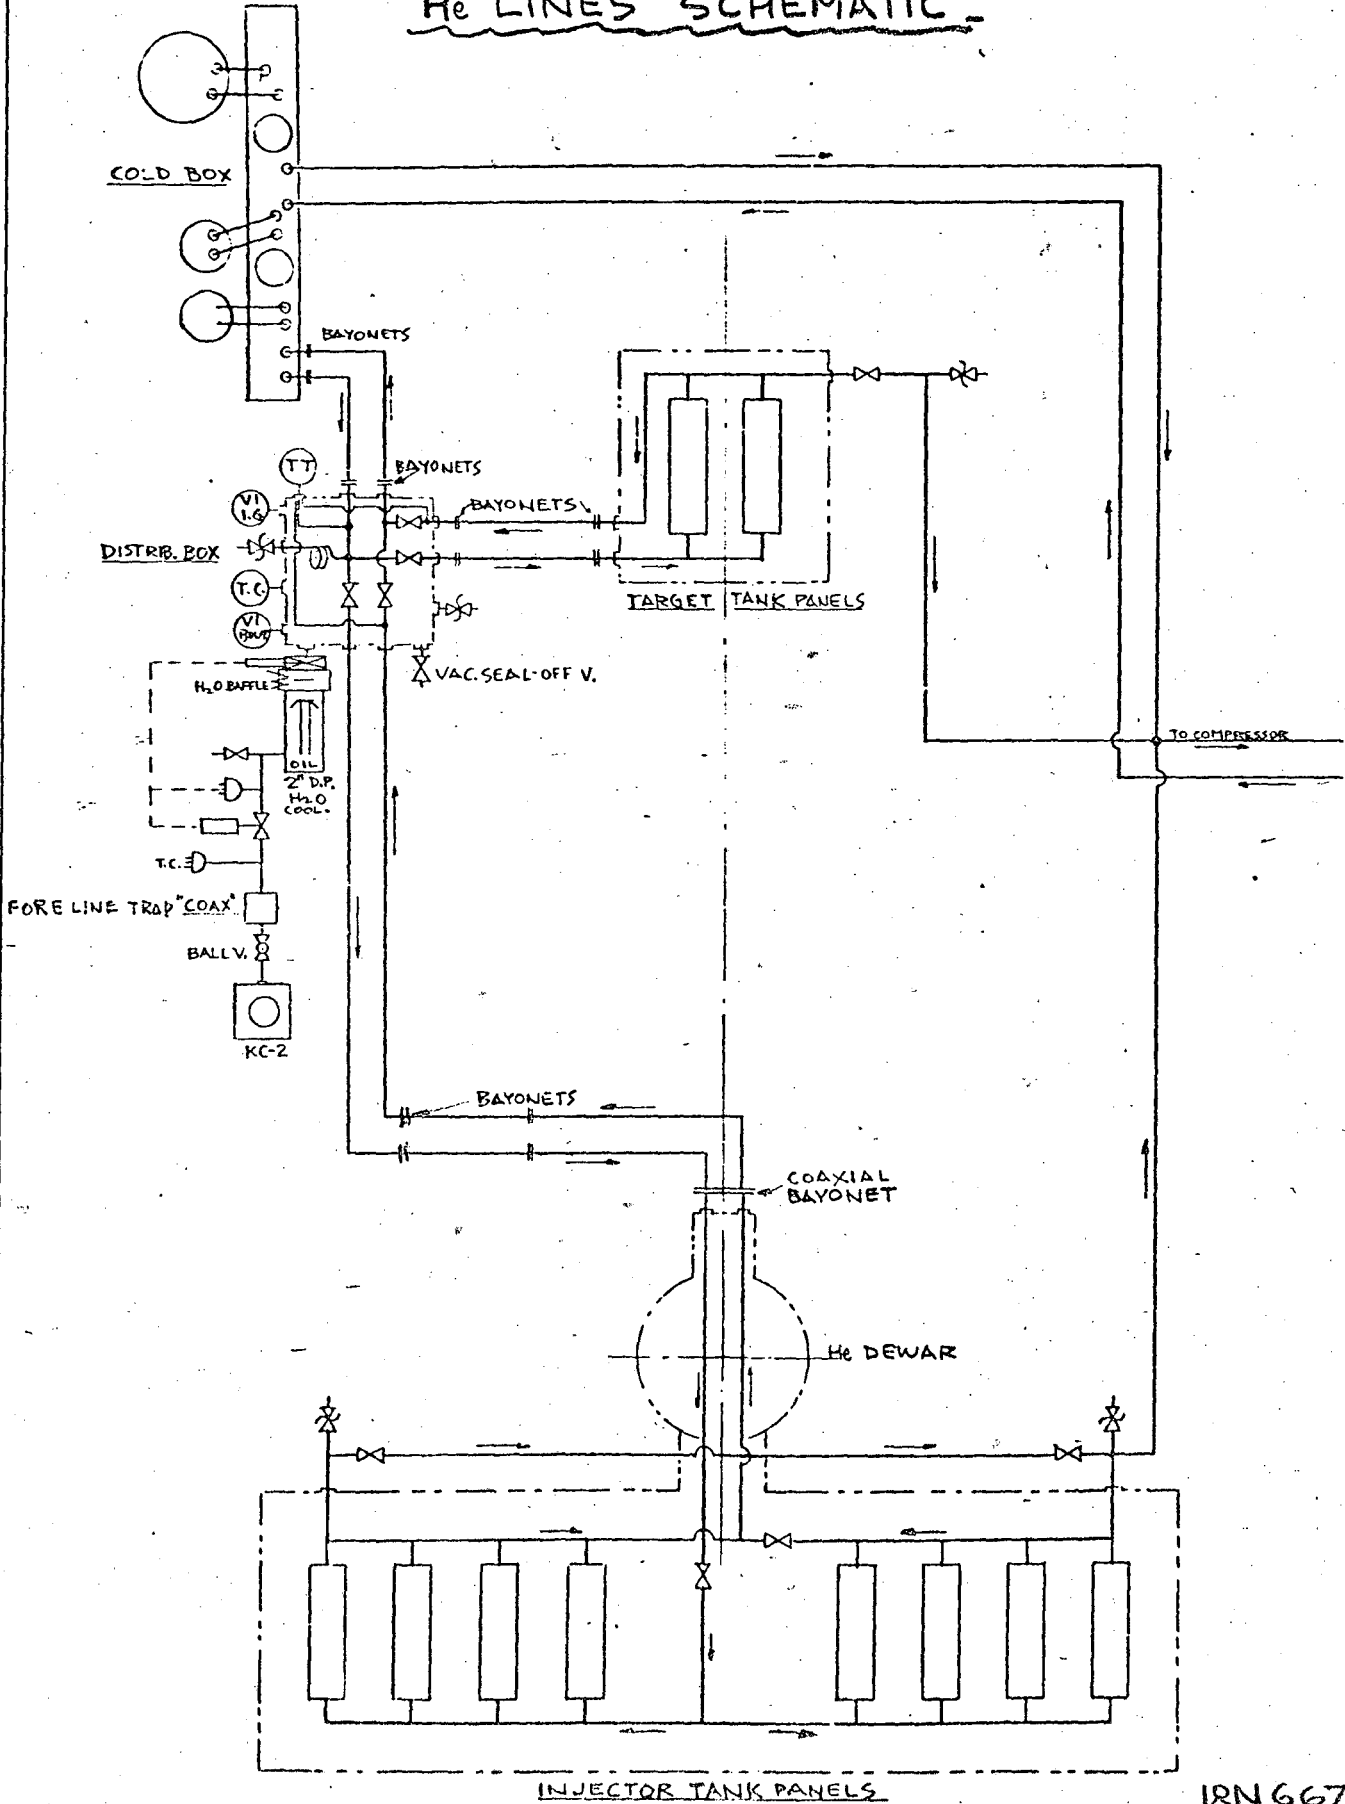 He LINES SCHEMATIC
COLD BOX
BAYONETS
TT
BAYONETS
VI
I.G
BAYONETS
DISTRIB. BOX
T.C.
VI
TARGET TANK PANELS
VAC. SEAL-OFF V.
H2O BAFFLE
TO COMPRESSOR
OIL
2" D.P.
H2O
COOL.
T.C.
FORE LINE TRAP "COAX"
BALL V.
KC-2
BAYONETS
COAXIAL
BAYONET
He DEWAR
INJECTOR TANK PANELS